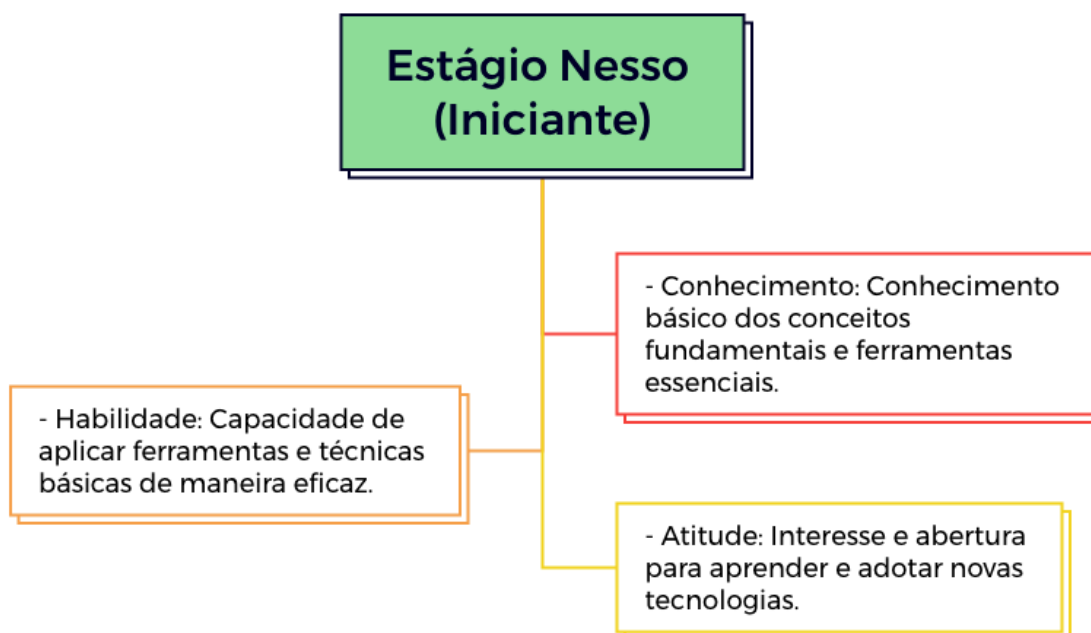 Estágio Nesso
(Iniciante)
- Conhecimento: Conhecimento
básico dos conceitos
fundamentais e ferramentas
essenciais.
- Habilidade: Capacidade de
aplicar ferramentas e técnicas
básicas de maneira eficaz.
- Atitude: Interesse e abertura
para aprender e adotar novas
tecnologias.